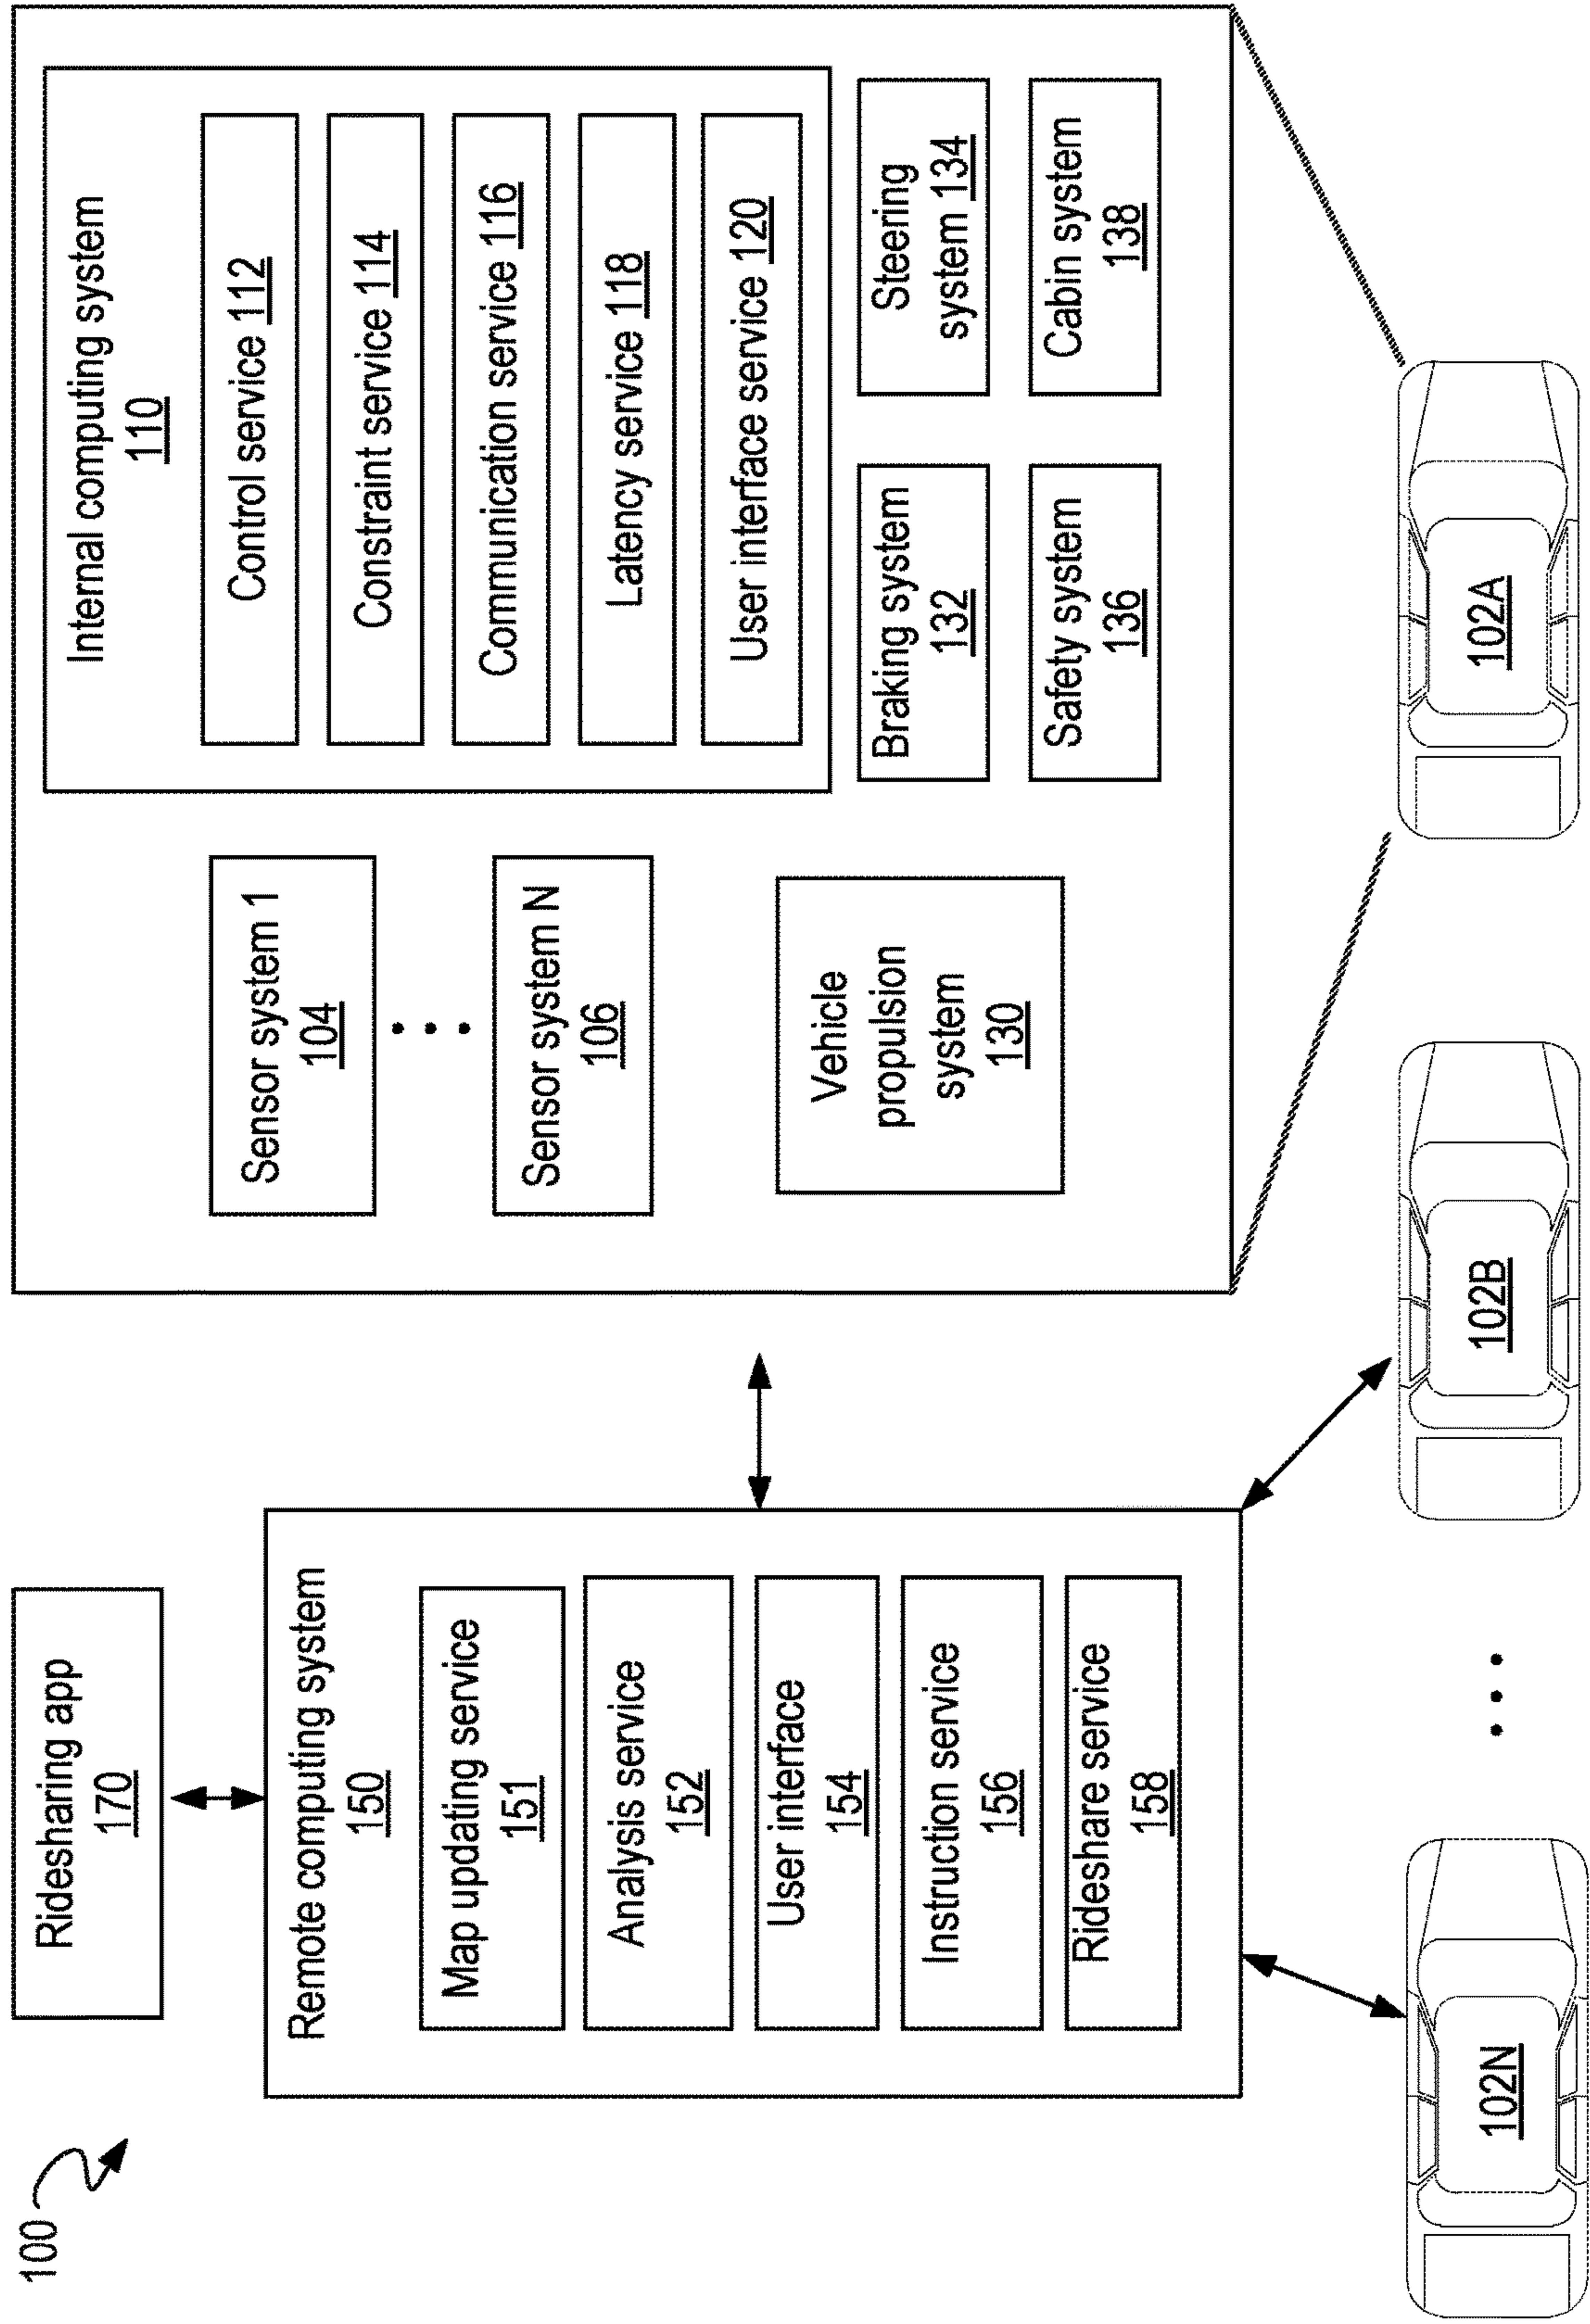 100
Ridesharing app
170
Remote computing system
150
Map updating service
151
Analysis service
152
User interface
154
Instruction service
156
Rideshare service
158
Sensor system 1
104
Sensor system N
106
Vehicle
propulsion
system
130
Internal computing system
110
Control service 112
Constraint service 114
Communication service 116
Latency service 118
User interface service 120
Braking system
132
Steering
system 134
Safety system
136
Cabin system
138
102N
102B
102A